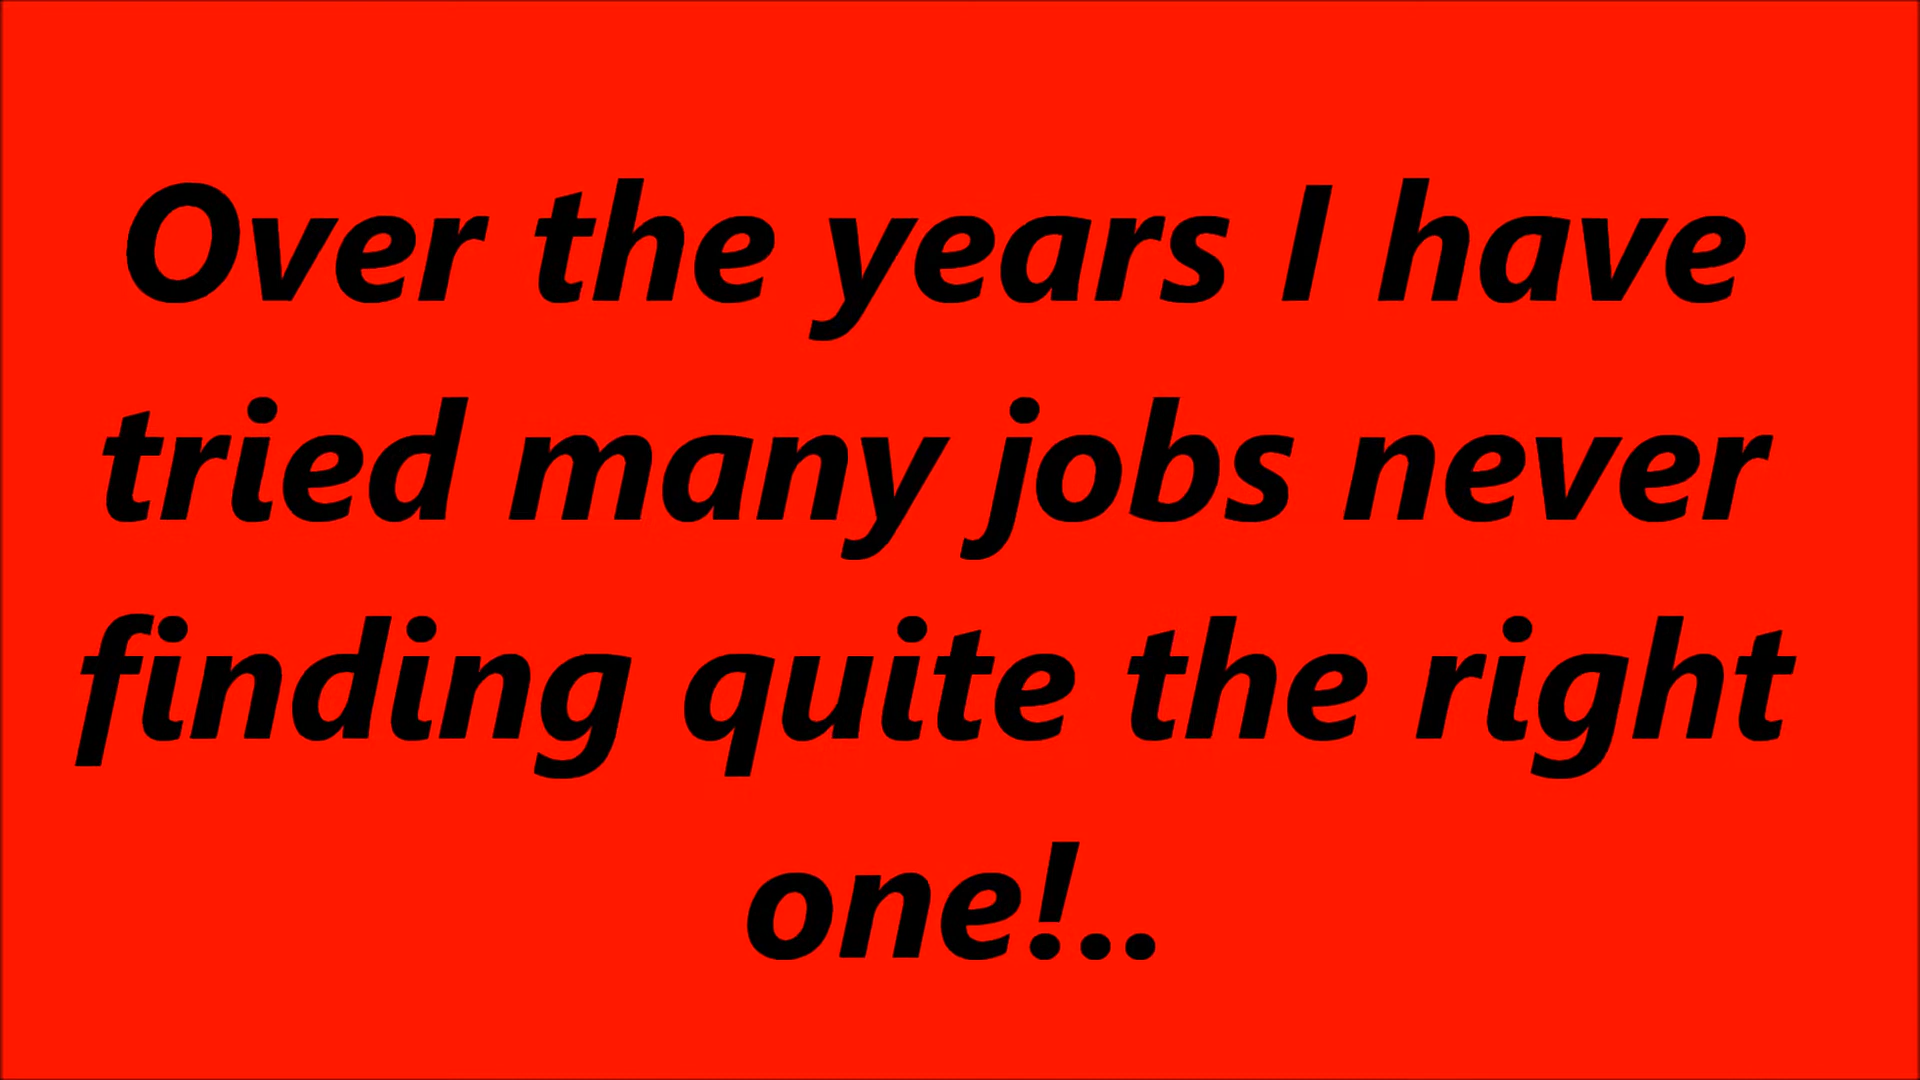 Over the years I have
tried many jobs never
finding quite the right
one!..